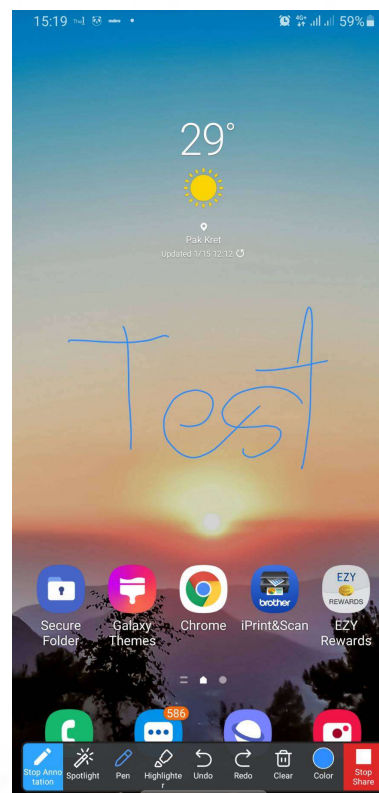 15:19 59%
29°
Pak Kret
Updated 1/15 12:12
Test
EZY
brother
REWARDS
Secure Folder
Galaxy Themes
Chrome
iPrint&Scan
EZY Rewards
586
Stop Anno
tation
Spotlight
Pen
Highlighte
r
Undo
Redo
Clear
Color
Stop
Share